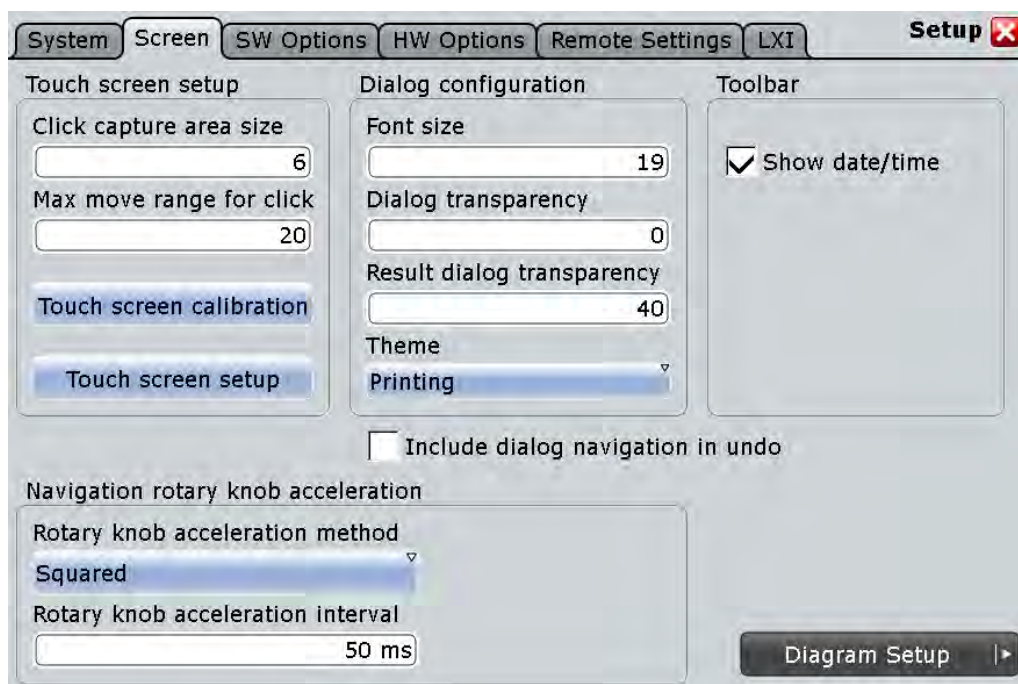 System Screen SW Options HW Options Remote Settings LXI Setup
Touch screen setup
Click capture area size
6
Max move range for click
20
Touch screen calibration
Touch screen setup
Dialog configuration
Font size
19
Dialog transparency
0
Result dialog transparency
40
Theme
Printing
Toolbar
Show date/time
Include dialog navigation in undo
Navigation rotary knob acceleration
Rotary knob acceleration method
Squared
Rotary knob acceleration interval
50 ms
Diagram Setup